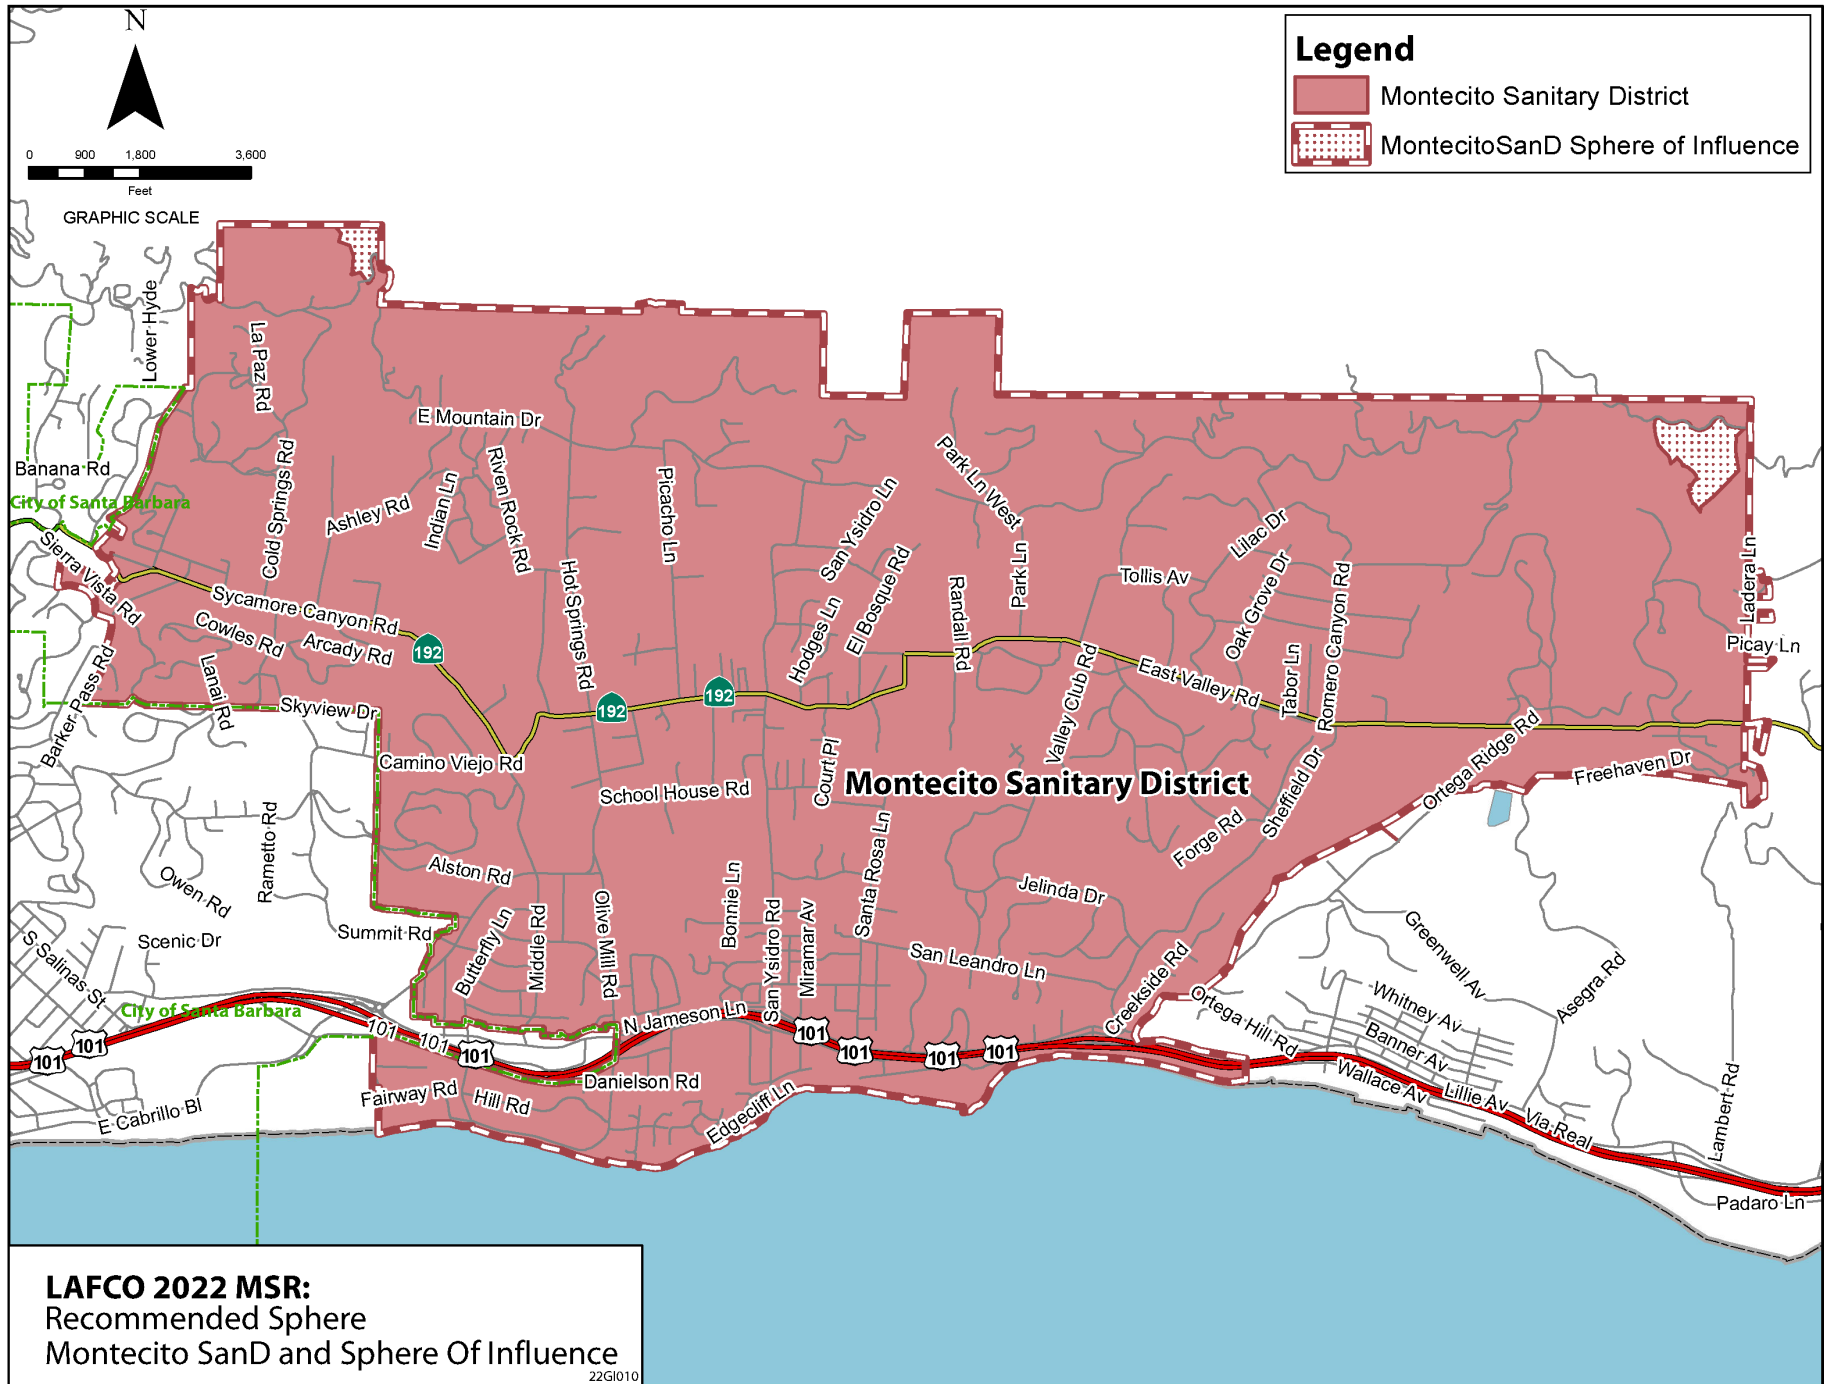 N
Legend
Montecito Sanitary District
MontecitoSanD Sphere of Influence
0 900 1,800 3,600
Feet
GRAPHIC SCALE
Lower Hyde
La Paz Rd
E Mountain Dr
Banana Rd
City of Santa Barbara
Cold Springs Rd
Ashley Rd
Indian Ln
Riven Rock Rd
Picacho Ln
San Ysidro Ln
Park Ln West
Lilac Dr
Sierra Vista Rd
Sycamore Canyon Rd
Hot Springs Rd
El Bosque Rd
Hodges Ln
Randall Rd
Park Ln
Tollis Av
Oak Grove Dr
Romero Canyon Rd
Ladera Ln
Picay Ln
Cowles Rd
Arcady Rd
192
192
192
Lanai Rd
Barker Pass Rd
Skyview Dr
Valley Club Rd
East Valley Rd
Tabor Ln
Camino Viejo Rd
School House Rd
Court Pl
Montecito Sanitary District
Sheffield Dr
Ortega Ridge Rd
Freehaven Dr
Forge Rd
Rametto Rd
Owen Rd
Alston Rd
Santa Rosa Ln
Jelinda Dr
Bonnie Ln
Olive Mill Rd
Middle Rd
Butterfly Ln
San Ysidro Rd
Miramar Av
Summit Rd
Scenic Dr
S Salinas St
San Leandro Ln
Creekside Rd
Greenwell Av
Asegra Rd
Whitney Av
Banner Av
Ortega Hill Rd
City of Santa Barbara
N Jameson Ln
101
101
101
101
101
101
101
101
101
Danielson Rd
Fairway Rd
Hill Rd
E Cabrillo Bl
Edgecliff Ln
Wallace Av
Lillie Av
Via Real
Lambert Rd
Padaro Ln
LAFCO 2022 MSR:
Recommended Sphere
Montecito SanD and Sphere Of Influence
22GI010